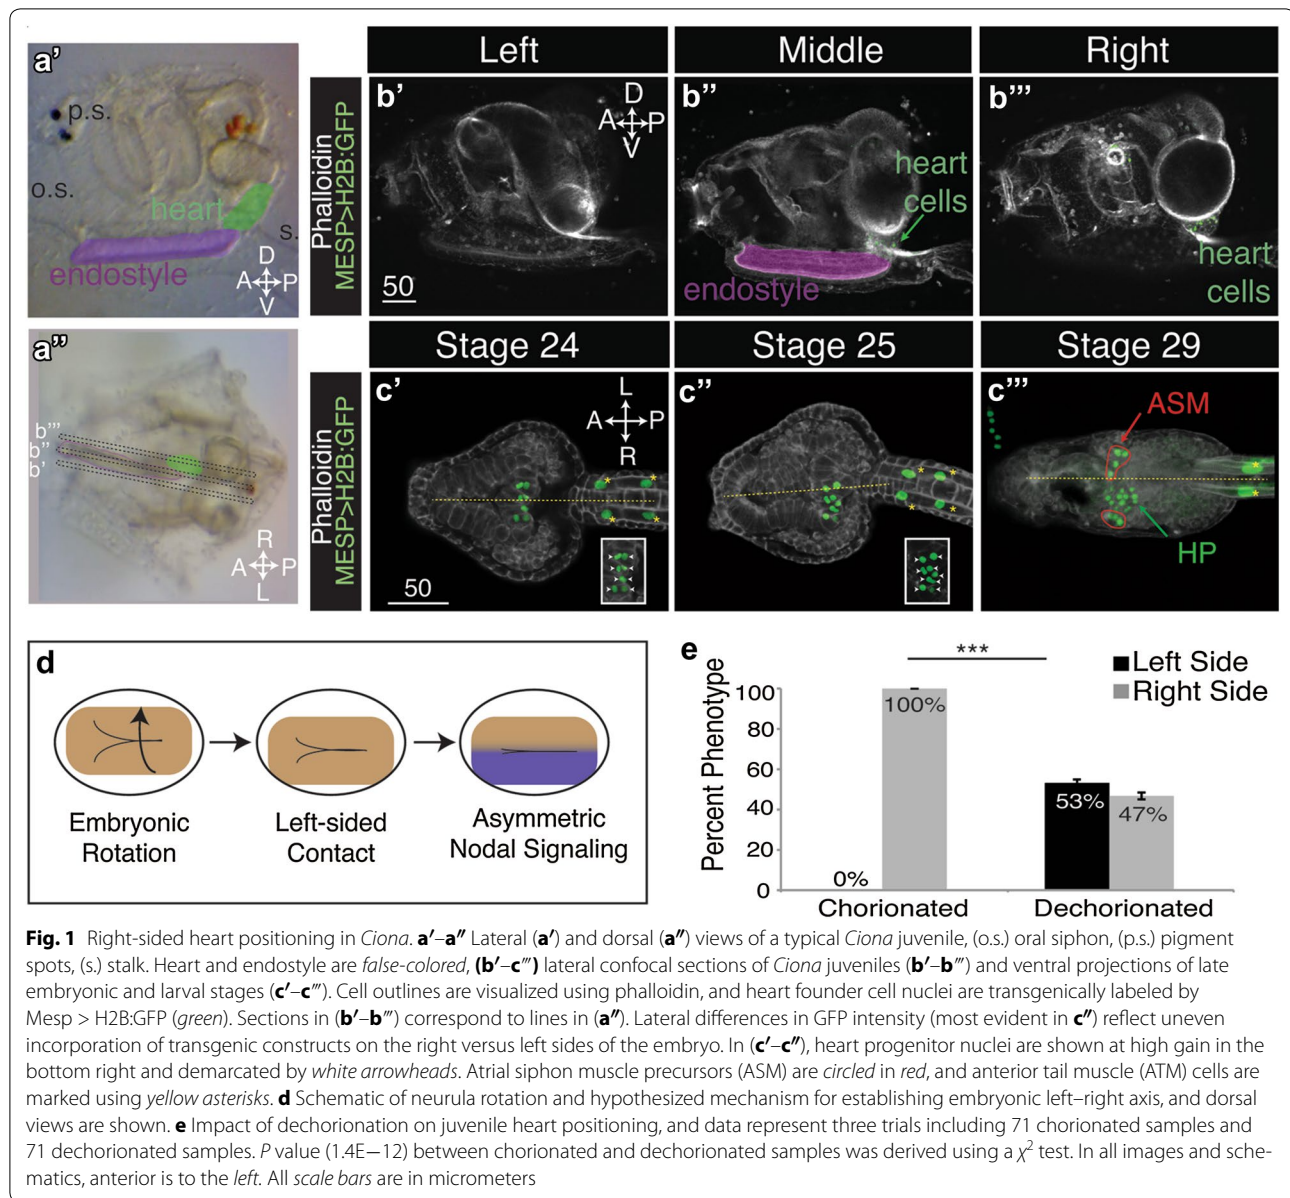 Left
Middle
Right
a'
p.s.
o.s.
heart
s.
endostyle
D
A P
V
Phalloidin
MESP>H2B:GFP
b'
D
A P
V
50
b''
heart
cells
endostyle
b'''
heart
cells
Stage 24
Stage 25
Stage 29
a''
b'''
b''
b'
R
A P
L
Phalloidin
MESP>H2B:GFP
c'
L
A P
R
50
c''
c'''
ASM
HP
d
Embryonic
Rotation
Left-sided
Contact
Asymmetric
Nodal Signaling
e
***
Left Side
Right Side
Percent Phenotype
100
80
60
40
20
0
0%
100%
53%
47%
Chorionated
Dechorionated
Fig. 1 Right-sided heart positioning in Ciona. a′–a″ Lateral (a′) and dorsal (a″) views of a typical Ciona juvenile, (o.s.) oral siphon, (p.s.) pigment
spots, (s.) stalk. Heart and endostyle are false-colored, (b′–c‴) lateral confocal sections of Ciona juveniles (b′–b‴) and ventral projections of late
embryonic and larval stages (c′–c‴). Cell outlines are visualized using phalloidin, and heart founder cell nuclei are transgenically labeled by
Mesp > H2B:GFP (green). Sections in (b′–b‴) correspond to lines in (a″). Lateral differences in GFP intensity (most evident in c″) reflect uneven
incorporation of transgenic constructs on the right versus left sides of the embryo. In (c′–c″), heart progenitor nuclei are shown at high gain in the
bottom right and demarcated by white arrowheads. Atrial siphon muscle precursors (ASM) are circled in red, and anterior tail muscle (ATM) cells are
marked using yellow asterisks. d Schematic of neurula rotation and hypothesized mechanism for establishing embryonic left–right axis, and dorsal
views are shown. e Impact of dechorionation on juvenile heart positioning, and data represent three trials including 71 chorionated samples and
71 dechorionated samples. P value (1.4E−12) between chorionated and dechorionated samples was derived using a χ² test. In all images and sche-
matics, anterior is to the left. All scale bars are in micrometers